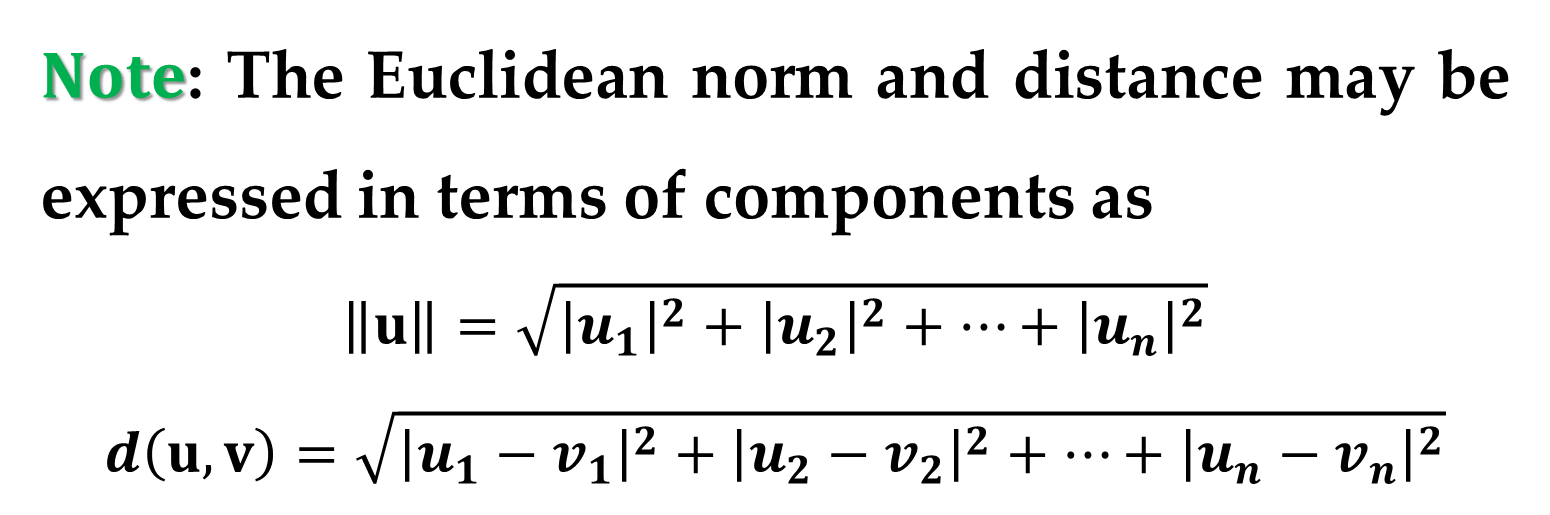 Note: The Euclidean norm and distance may be
expressed in terms of components as
‖u‖ = √|u₁|² + |u₂|² + ⋯ + |uₙ|²
d(u, v) = √|u₁ − v₁|² + |u₂ − v₂|² + ⋯ + |uₙ − vₙ|²